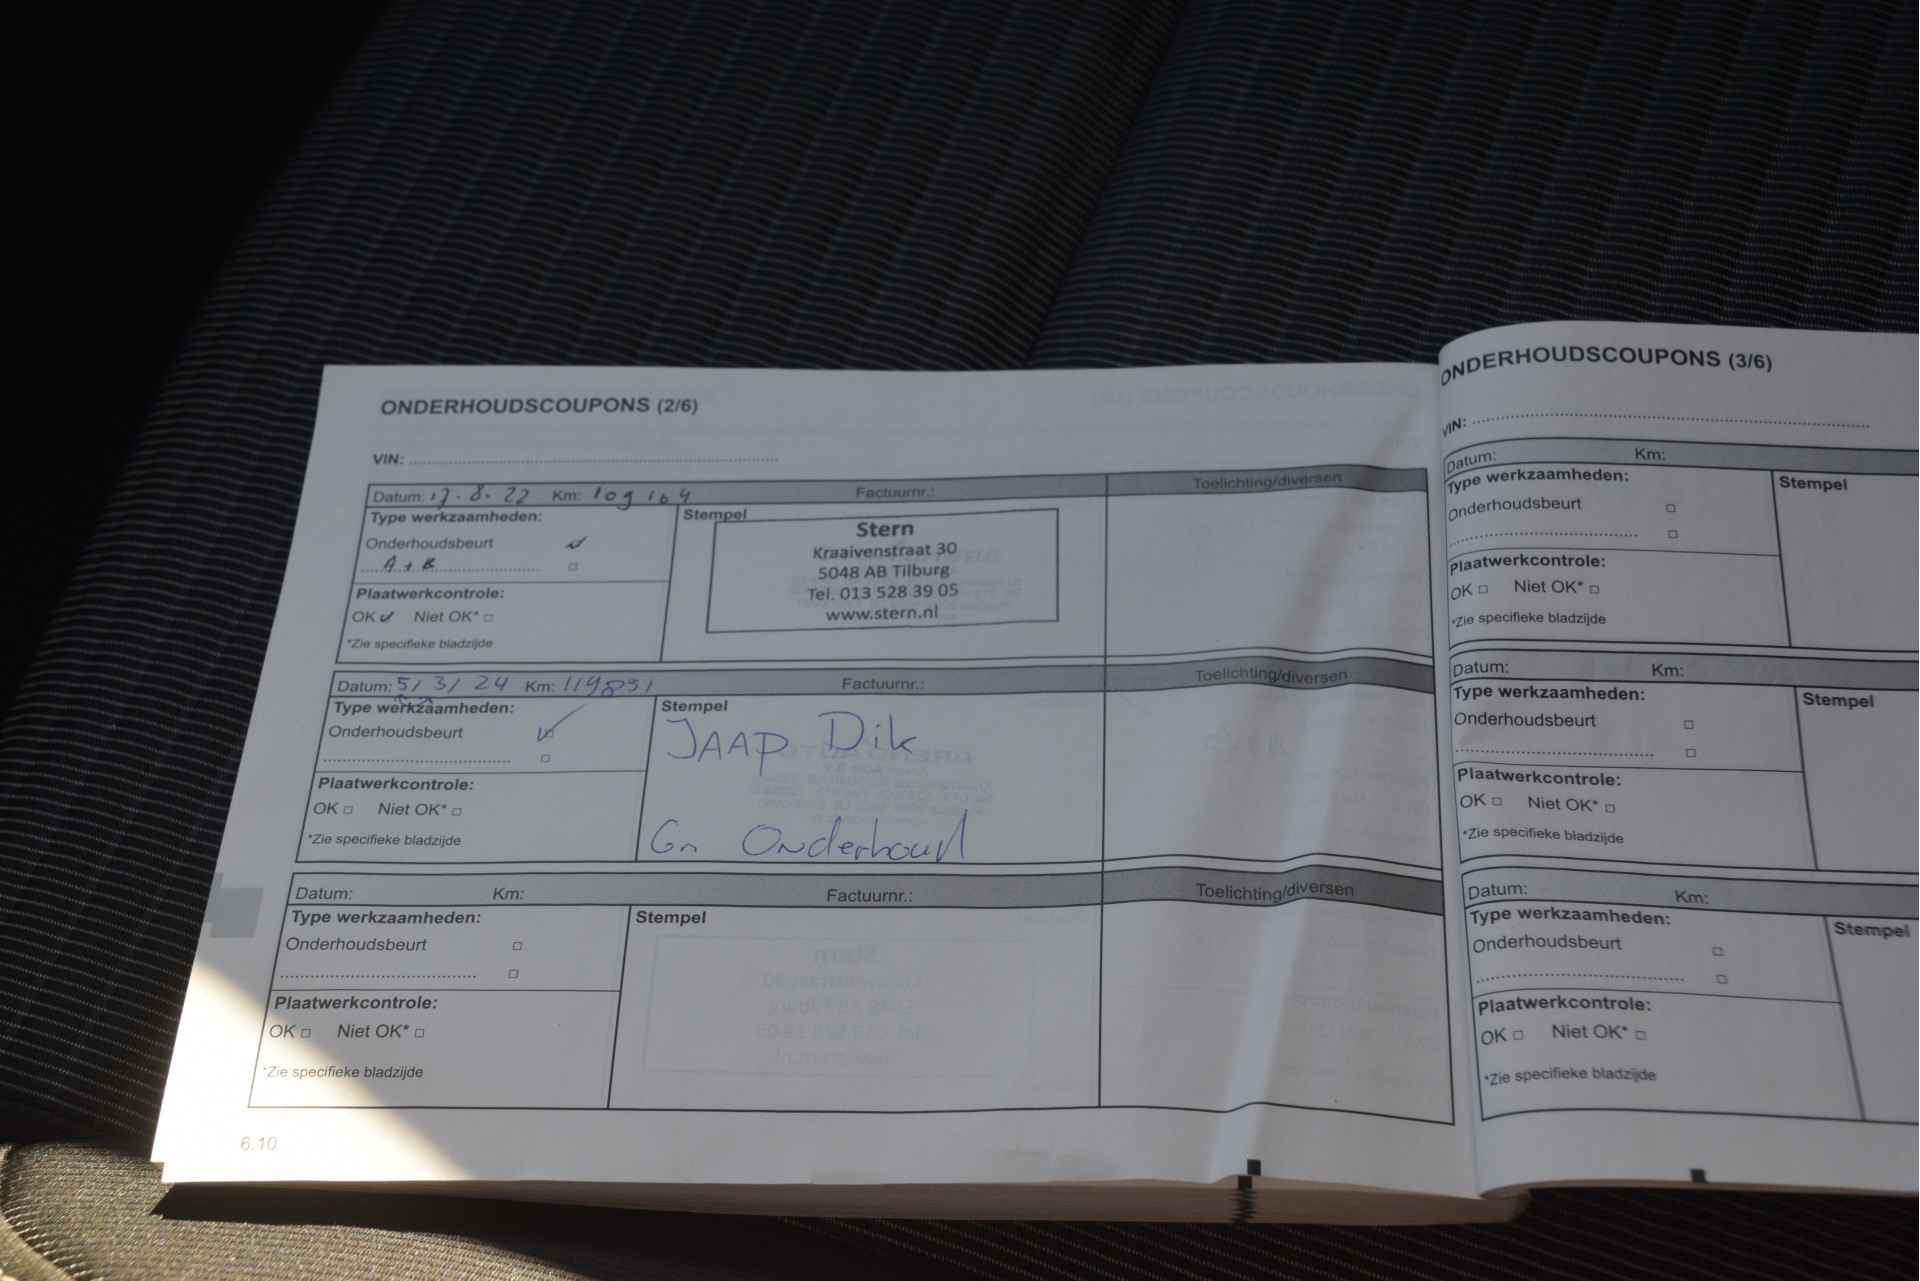 ONDERHOUDSCOUPONS (2/6)
VIN:
Datum: 17.8.22 Km: 109164 Factuurnr.: Toelichting/diversen
Type werkzaamheden:
Onderhoudsbeurt
A + B
Plaatwerkcontrole:
OK Niet OK*
*Zie specifieke bladzijde
Stempel
Stern
Kraaivenstraat 30
5048 AB Tilburg
Tel. 013 528 39 05
www.stern.nl
Datum: 5/3/24 Km: 119831 Factuurnr.: Toelichting/diversen
Type werkzaamheden:
Onderhoudsbeurt
Plaatwerkcontrole:
OK Niet OK*
*Zie specifieke bladzijde
Stempel
JAAP Dik
Gn Onderhoud
Datum: Km: Factuurnr.: Toelichting/diversen
Type werkzaamheden:
Onderhoudsbeurt
Plaatwerkcontrole:
OK Niet OK*
*Zie specifieke bladzijde
Stempel
6.10
ONDERHOUDSCOUPONS (3/6)
VIN:
Datum: Km:
Type werkzaamheden:
Onderhoudsbeurt
Plaatwerkcontrole:
OK Niet OK*
*Zie specifieke bladzijde
Stempel
Datum: Km:
Type werkzaamheden:
Onderhoudsbeurt
Plaatwerkcontrole:
OK Niet OK*
*Zie specifieke bladzijde
Stempel
Datum: Km:
Type werkzaamheden:
Onderhoudsbeurt
Plaatwerkcontrole:
OK Niet OK*
*Zie specifieke bladzijde
Stempel